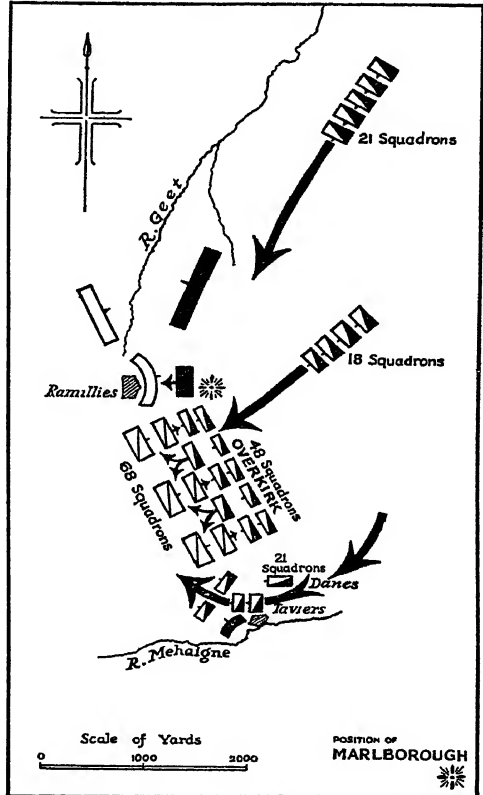 21 Squadrons
R. Geet
18 Squadrons
Ramillies
68 Squadrons
48 Squadrons
OVERKIRK
21
Squadrons
Danes
Taviers
R. Mehaigne
Scale of Yards
0 1000 2000
POSITION OF
MARLBOROUGH